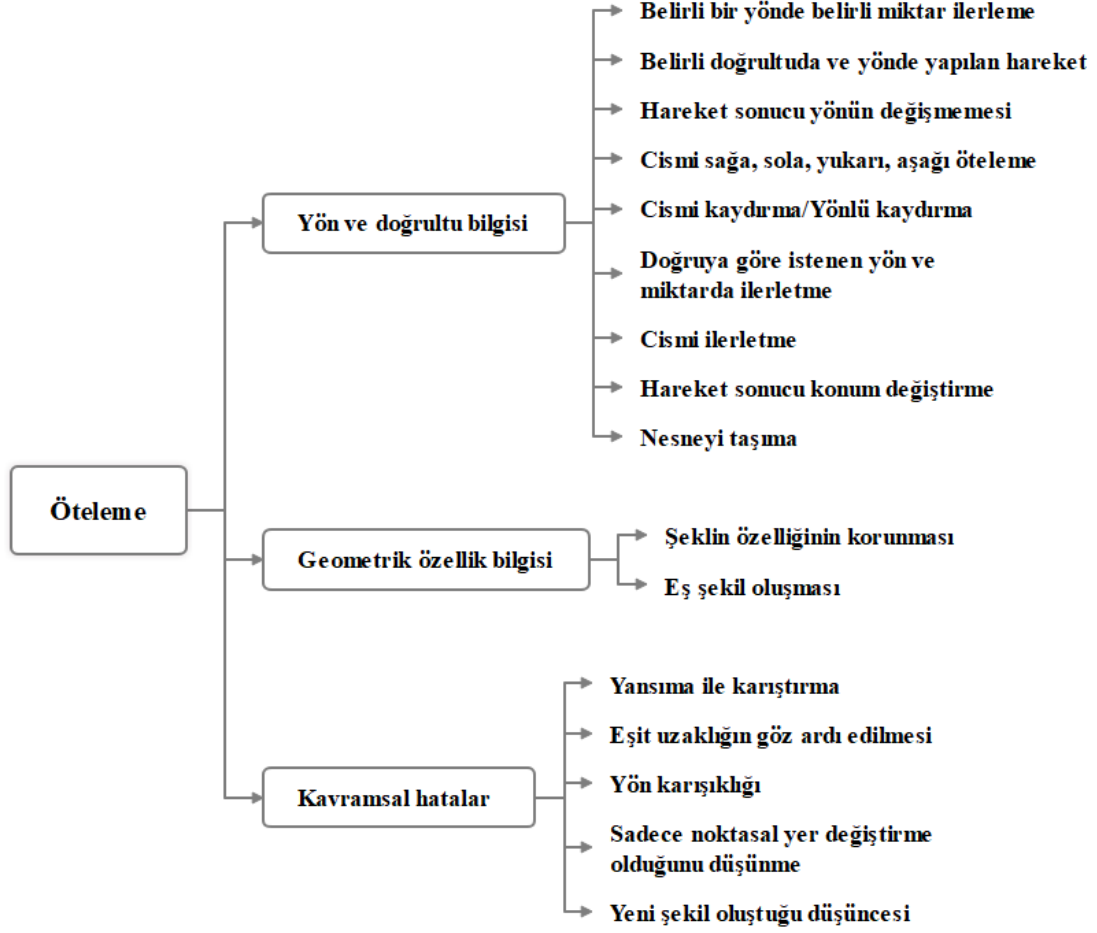 Belirli bir yönde belirli miktar ilerleme
Belirli doğrultuda ve yönde yapılan hareket
Hareket sonucu yönün değişmemesi
Cismi sağa, sola, yukarı, aşağı öteleme
Yön ve doğrultu bilgisi
Cismi kaydırma/Yönlü kaydırma
Doğruya göre istenen yön ve
miktarda ilerletme
Cismi ilerletme
Hareket sonucu konum değiştirme
Nesneyi taşıma
Öteleme
Geometrik özellik bilgisi
Şeklin özelliğinin korunması
Eş şekil oluşması
Kavramsal hatalar
Yansıma ile karıştırma
Eşit uzaklığın göz ardı edilmesi
Yön karışıklığı
Sadece noktasal yer değiştirme
olduğunu düşünme
Yeni şekil oluştuğu düşüncesi